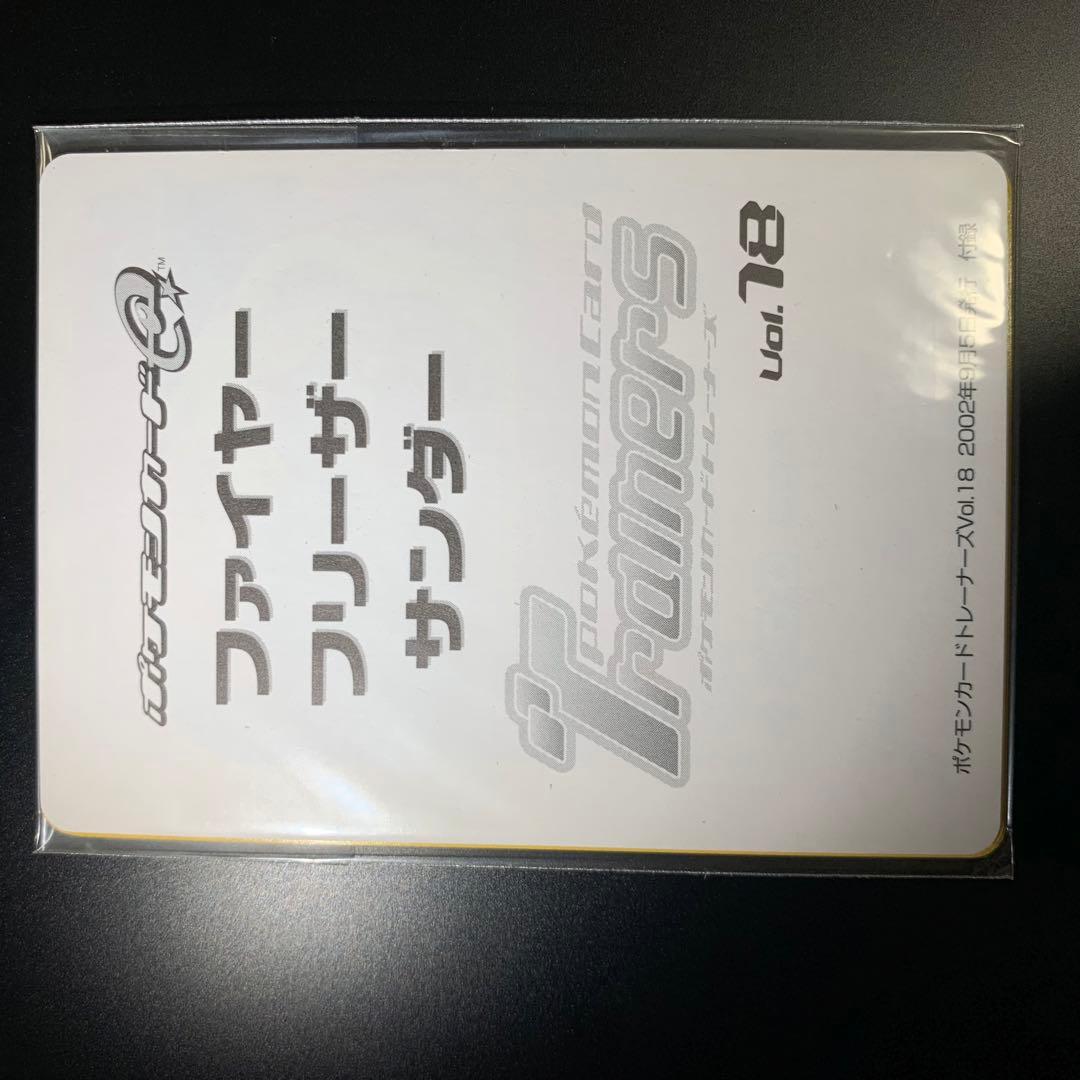 ポケモンカードe★™
ファイヤー
フリーザー
サンダー
pokémon Card
Trainers
ポケモンカードトレーナーズ
Vol.18
ポケモンカードトレーナーズVol.18 2002年9月5日発行 付録